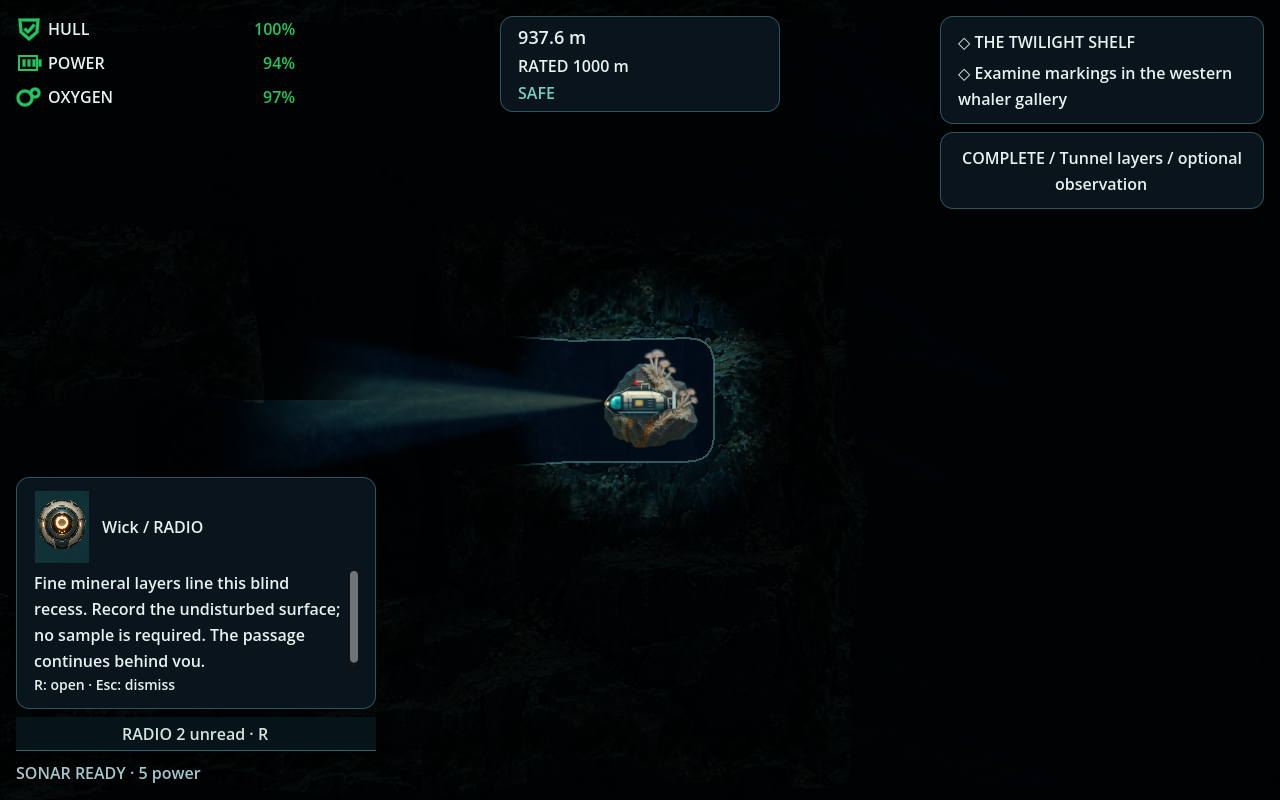 HULL 100%
POWER 94%
OXYGEN 97%
937.6 m
RATED 1000 m
SAFE
◇ THE TWILIGHT SHELF
◇ Examine markings in the western
whaler gallery
COMPLETE / Tunnel layers / optional
observation
Wick / RADIO
Fine mineral layers line this blind
recess. Record the undisturbed surface;
no sample is required. The passage
continues behind you.
R: open · Esc: dismiss
RADIO 2 unread · R
SONAR READY · 5 power